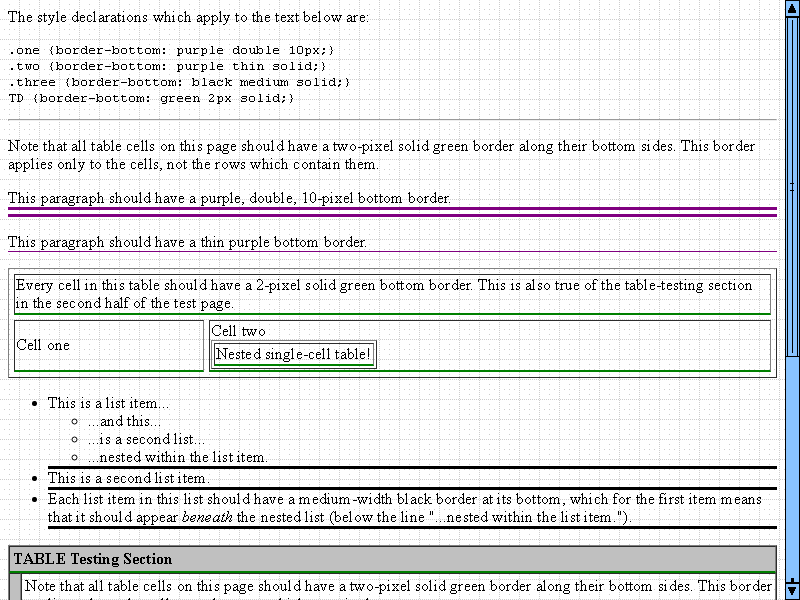 The style declarations which apply to the text below are:
.one {border-bottom: purple double 10px;}
.two {border-bottom: purple thin solid;}
.three {border-bottom: black medium solid;}
TD {border-bottom: green 2px solid;}
Note that all table cells on this page should have a two-pixel solid green border along their bottom sides. This border
applies only to the cells, not the rows which contain them.
This paragraph should have a purple, double, 10-pixel bottom border.
This paragraph should have a thin purple bottom border.
Every cell in this table should have a 2-pixel solid green bottom border. This is also true of the table-testing section
in the second half of the test page.
Cell one
Cell two
Nested single-cell table!
This is a list item...
...and this...
...is a second list...
...nested within the list item.
This is a second list item.
Each list item in this list should have a medium-width black border at its bottom, which for the first item means
that it should appear beneath the nested list (below the line "...nested within the list item.").
TABLE Testing Section
Note that all table cells on this page should have a two-pixel solid green border along their bottom sides. This border